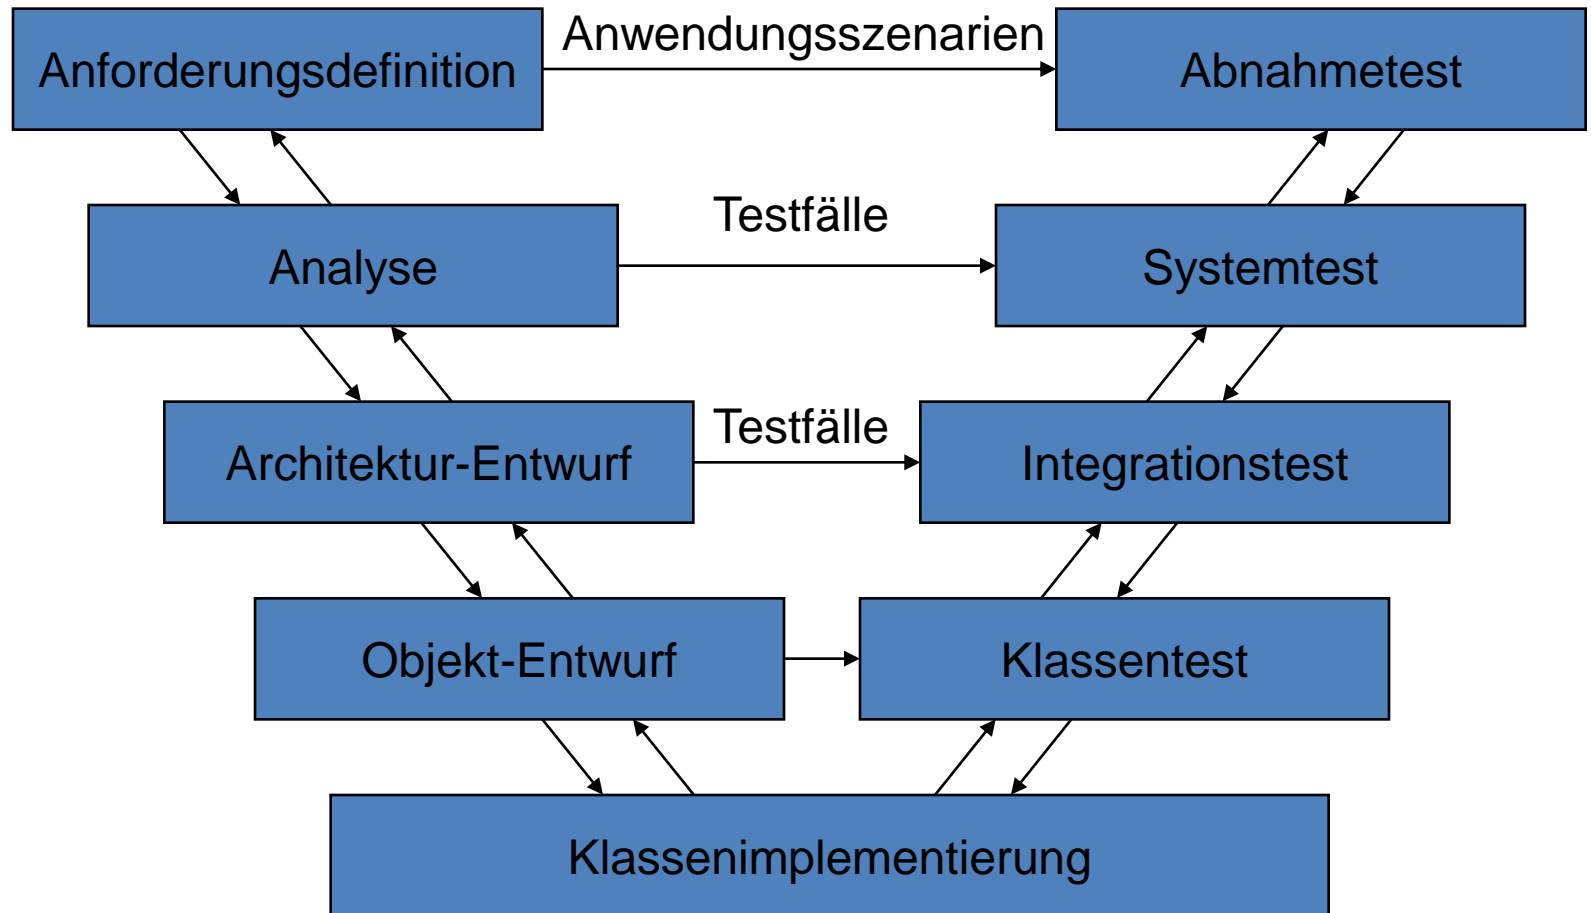 Anforderungsdefinition
Anwendungsszenarien
Abnahmetest
Analyse
Testfälle
Systemtest
Architektur-Entwurf
Testfälle
Integrationstest
Objekt-Entwurf
Klassentest
Klassenimplementierung